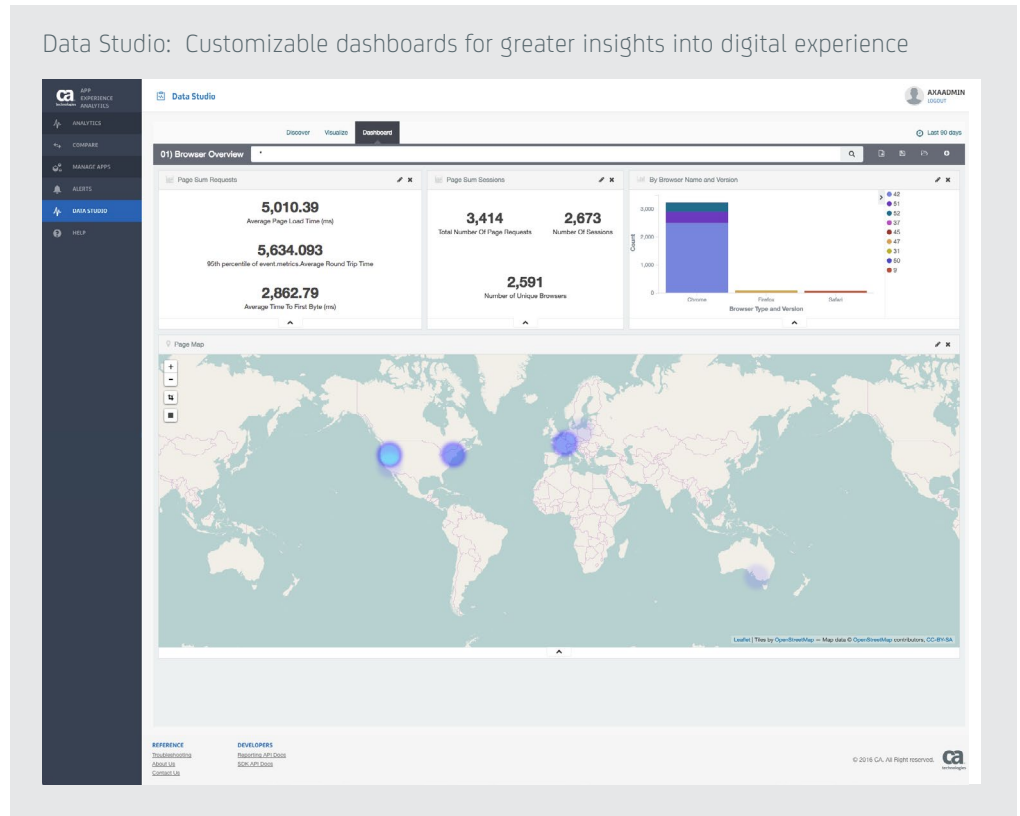 Data Studio: Customizable dashboards for greater insights into digital experience
ca
technologies
APP
EXPERIENCE
ANALYTICS
Data Studio
AXAADMIN
LOGOUT
ANALYTICS
COMPARE
MANAGE APPS
ALERTS
DATA STUDIO
HELP
Discover Visualize Dashboard
Last 90 days
01) Browser Overview *
Page Sum Requests
5,010.39
Average Page Load Time (ms)
5,634.093
95th percentile of event.metrics.Average Round Trip Time
2,862.79
Average Time To First Byte (ms)
Page Sum Sessions
3,414
Total Number Of Page Requests
2,673
Number Of Sessions
2,591
Number of Unique Browsers
By Browser Name and Version
Count
3,000
2,000
1,000
0
Chrome Firefox Safari
Browser Type and Version
42
51
52
37
45
47
31
50
9
Page Map
+
-
Leaflet | Tiles by OpenStreetMap — Map data © OpenStreetMap contributors, CC-BY-SA
REFERENCE
Troubleshooting
About Us
Contact Us
DEVELOPERS
Reporting API Docs
SDK API Docs
© 2016 CA. All Right reserved.
ca
technologies